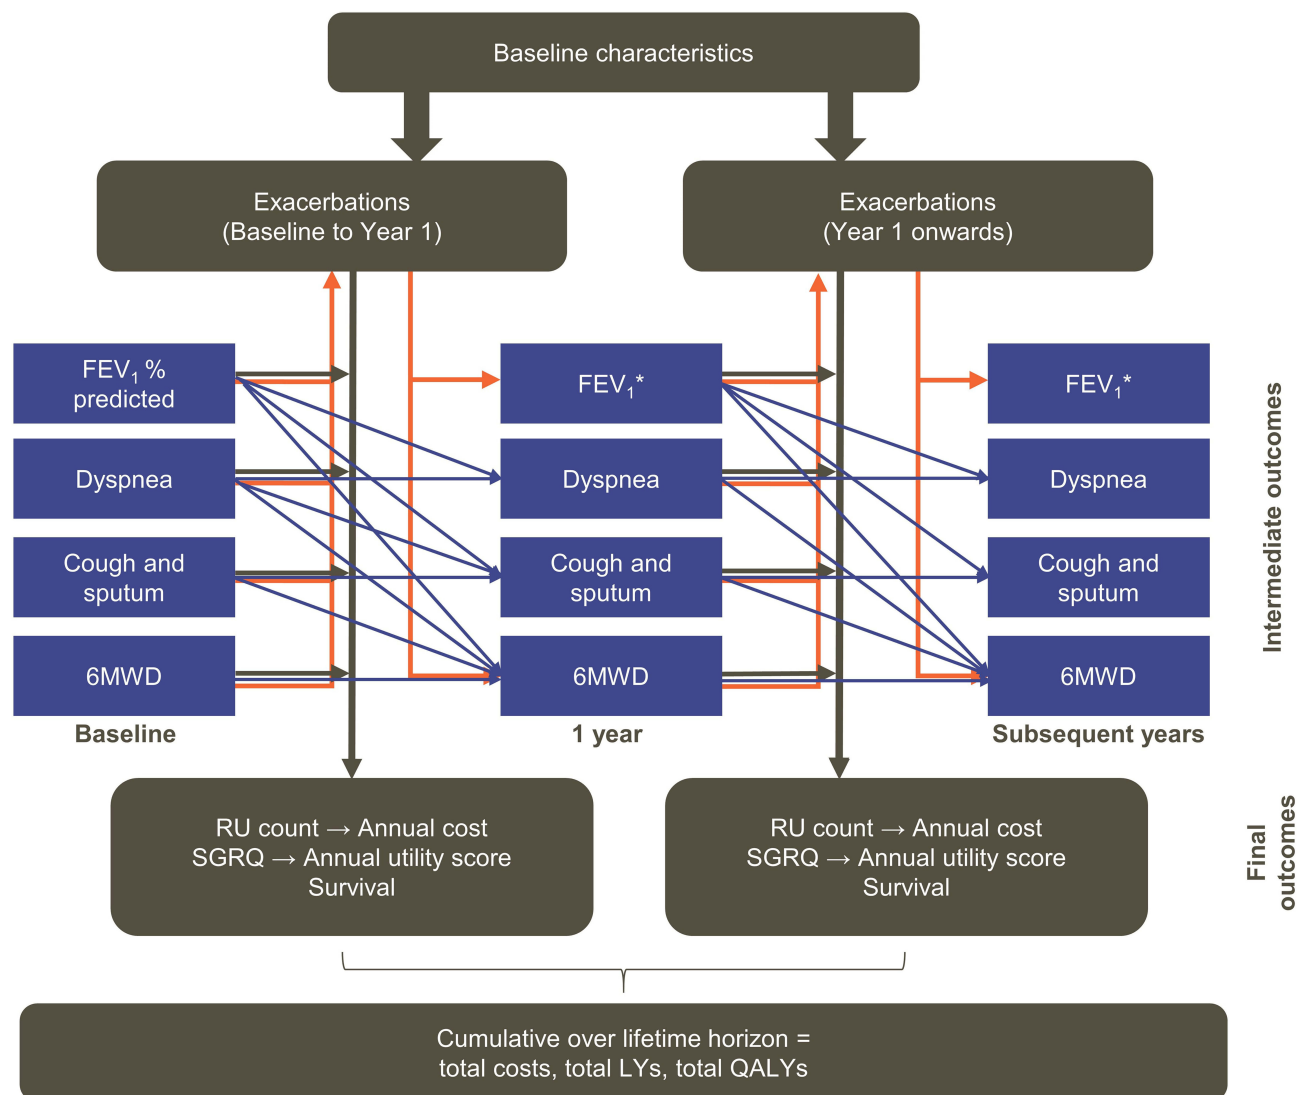 Baseline characteristics
Exacerbations
(Baseline to Year 1)
Exacerbations
(Year 1 onwards)
FEV₁ %
predicted
FEV₁*
FEV₁*
Dyspnea
Dyspnea
Dyspnea
Cough and
sputum
Cough and
sputum
Cough and
sputum
6MWD
6MWD
6MWD
Baseline
1 year
Subsequent years
Intermediate outcomes
RU count → Annual cost
SGRQ → Annual utility score
Survival
RU count → Annual cost
SGRQ → Annual utility score
Survival
Final
outcomes
Cumulative over lifetime horizon =
total costs, total LYs, total QALYs